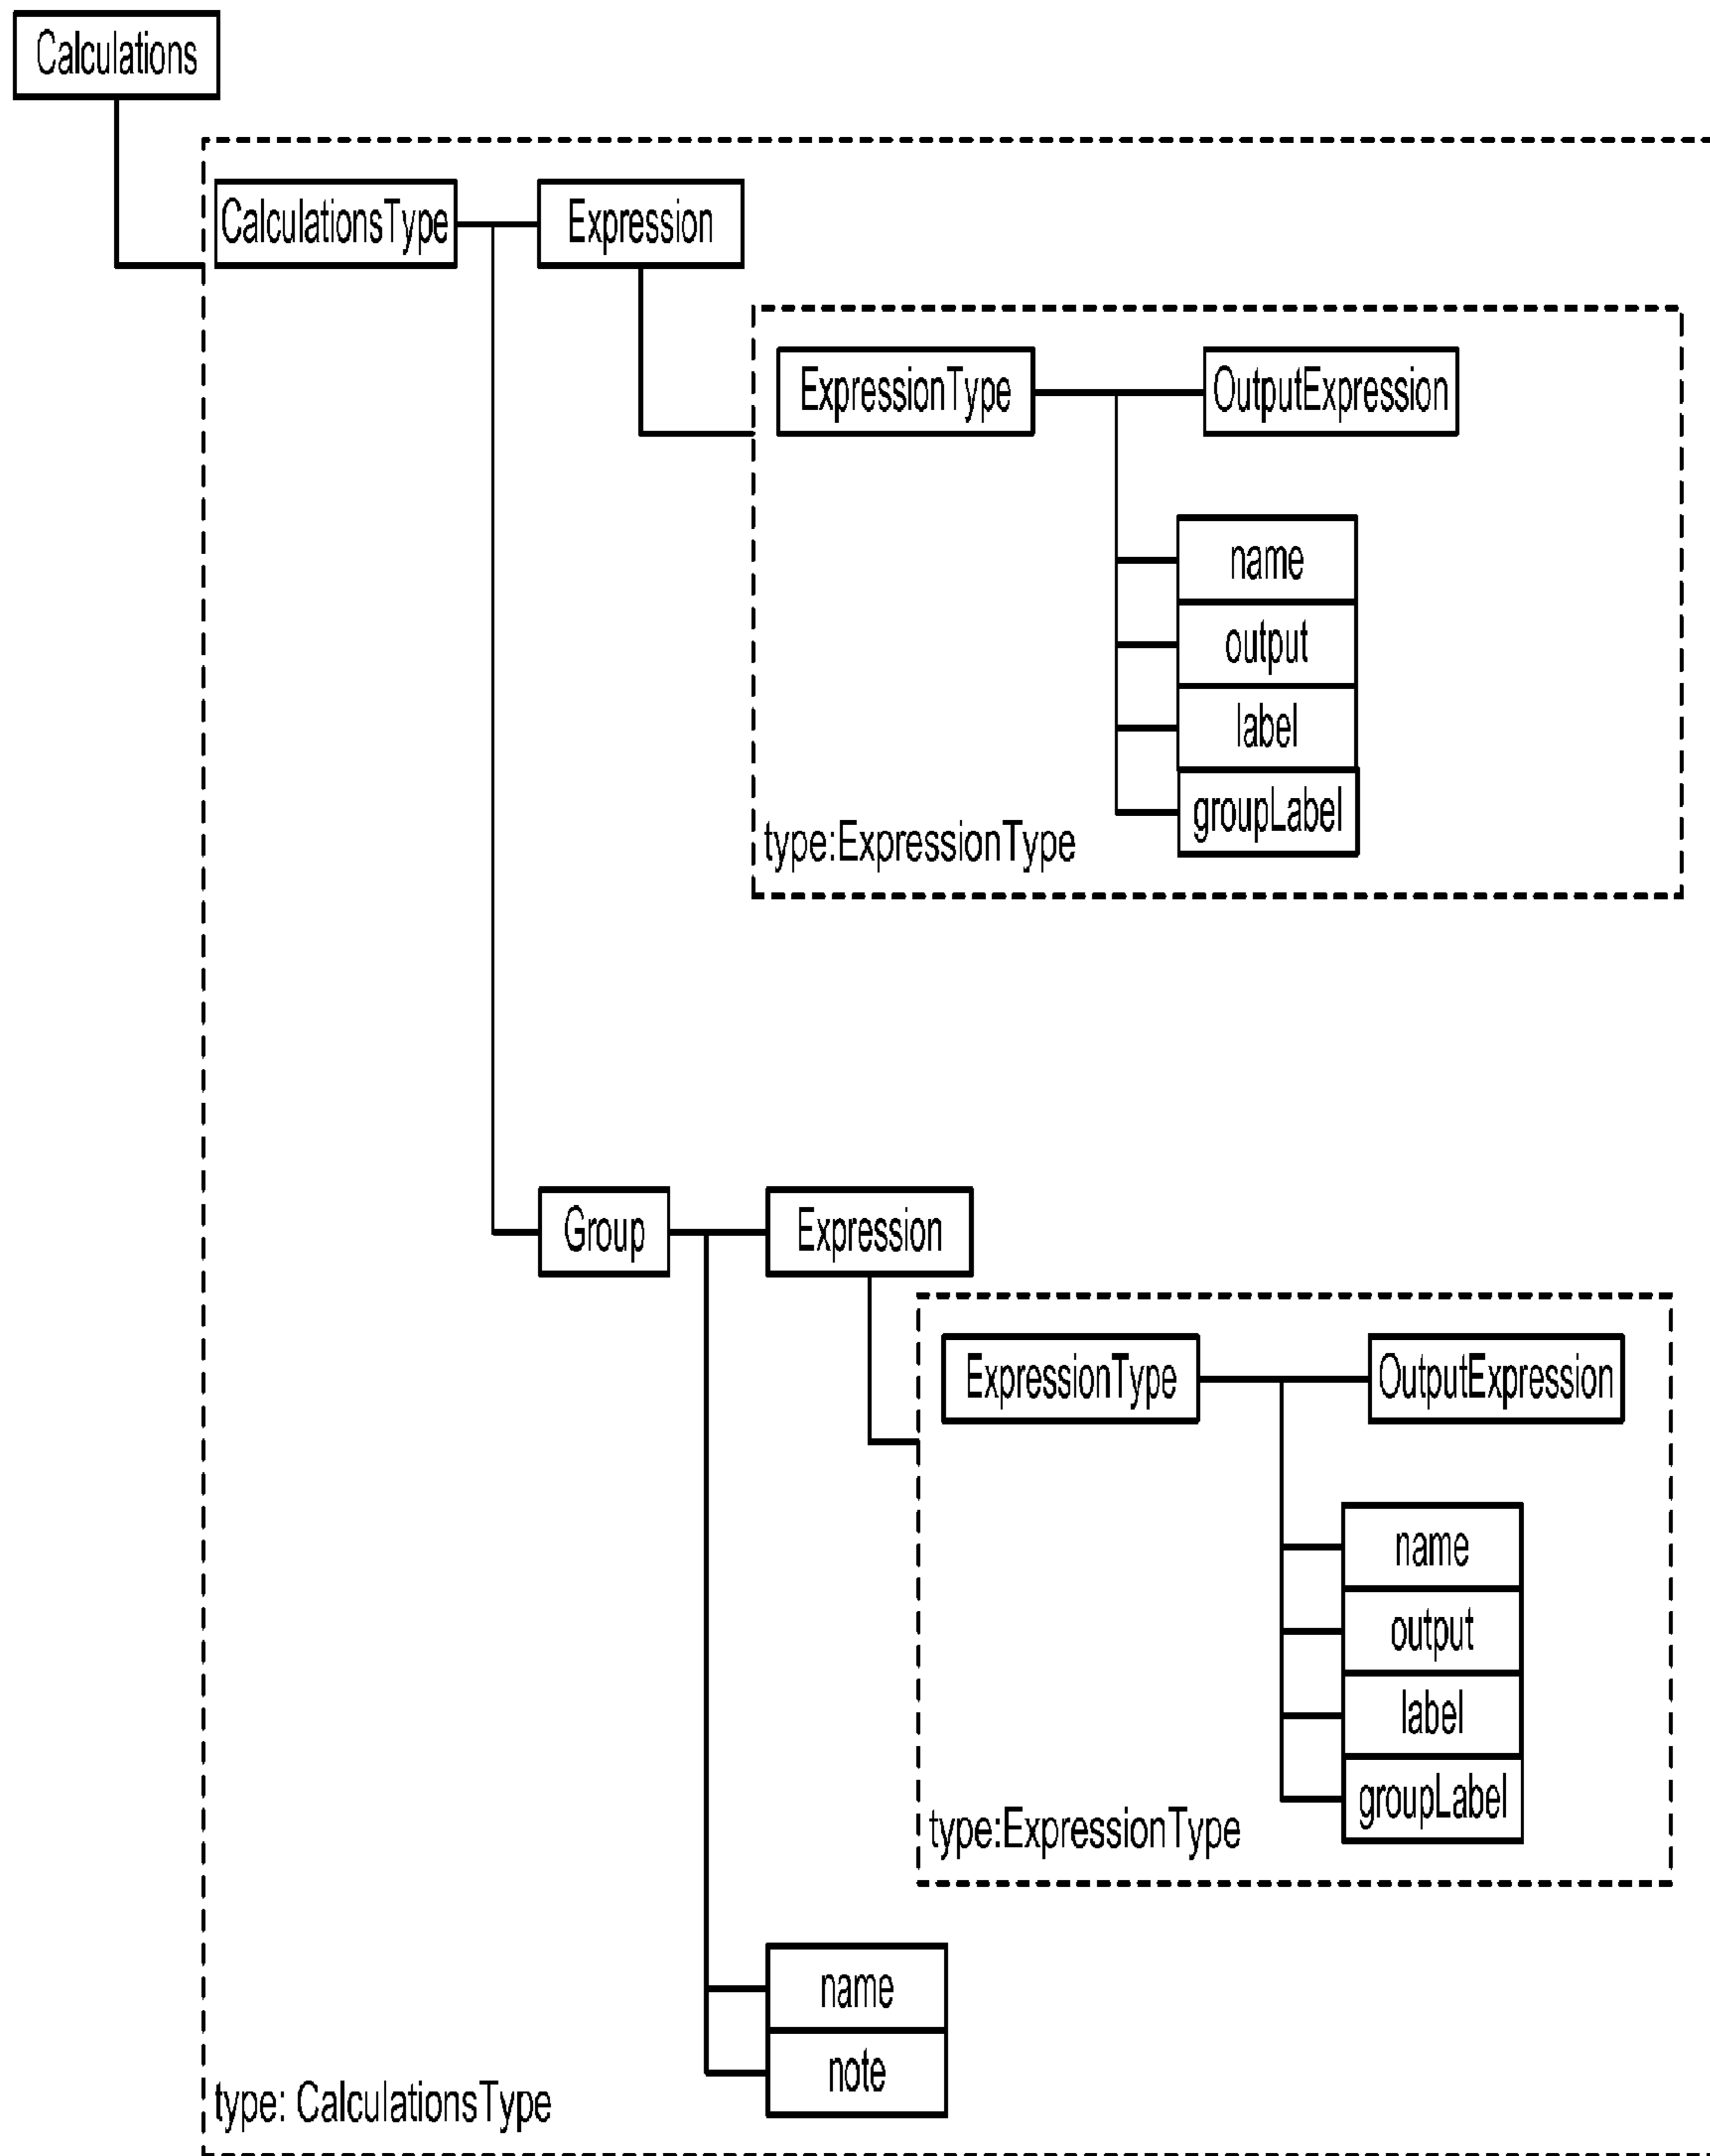 Calculations
CalculationsType
Expression
ExpressionType
OutputExpression
name
output
label
groupLabel
type:ExpressionType
Group
Expression
ExpressionType
OutputExpression
name
output
label
groupLabel
type:ExpressionType
name
note
type: CalculationsType